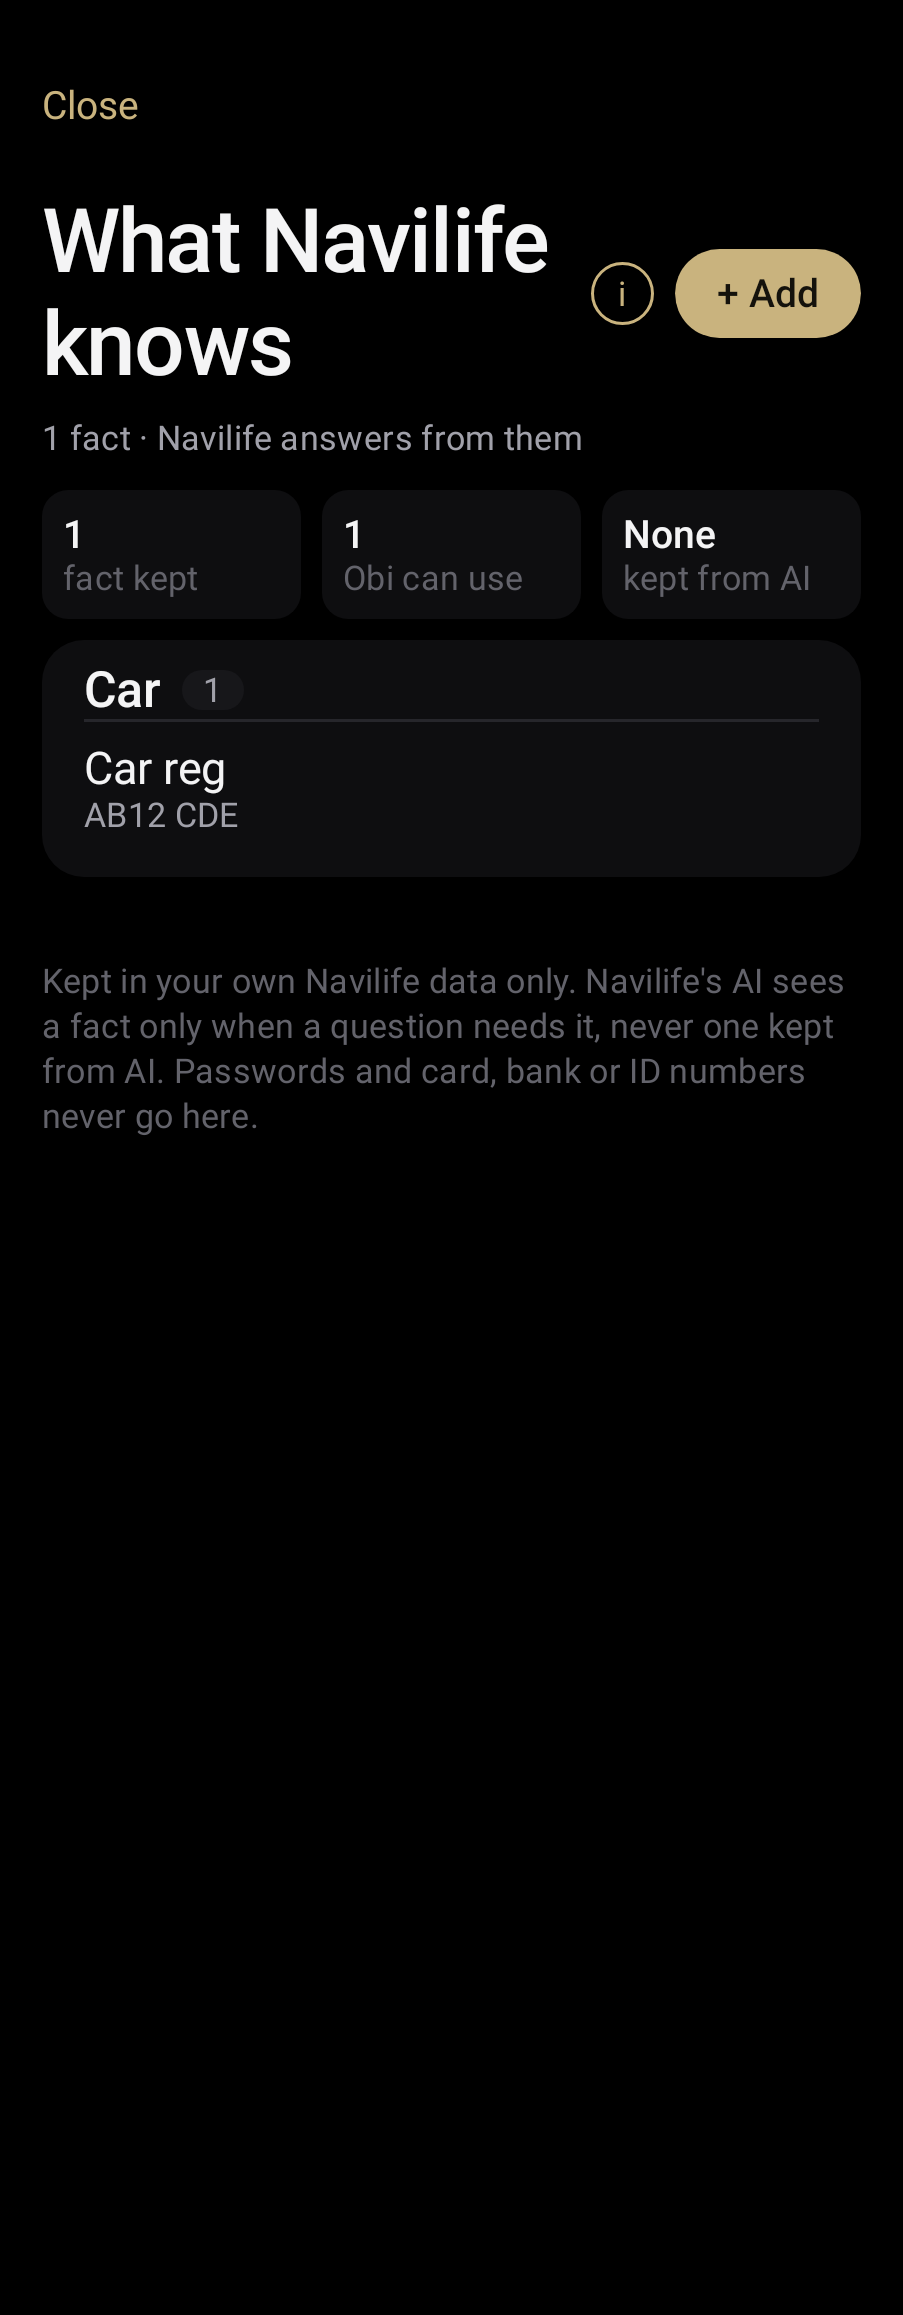 Close
What Navilife
knows
i
+ Add
1 fact · Navilife answers from them
1
fact kept
1
Obi can use
None
kept from AI
Car 1
Car reg
AB12 CDE
Kept in your own Navilife data only. Navilife's AI sees
a fact only when a question needs it, never one kept
from AI. Passwords and card, bank or ID numbers
never go here.